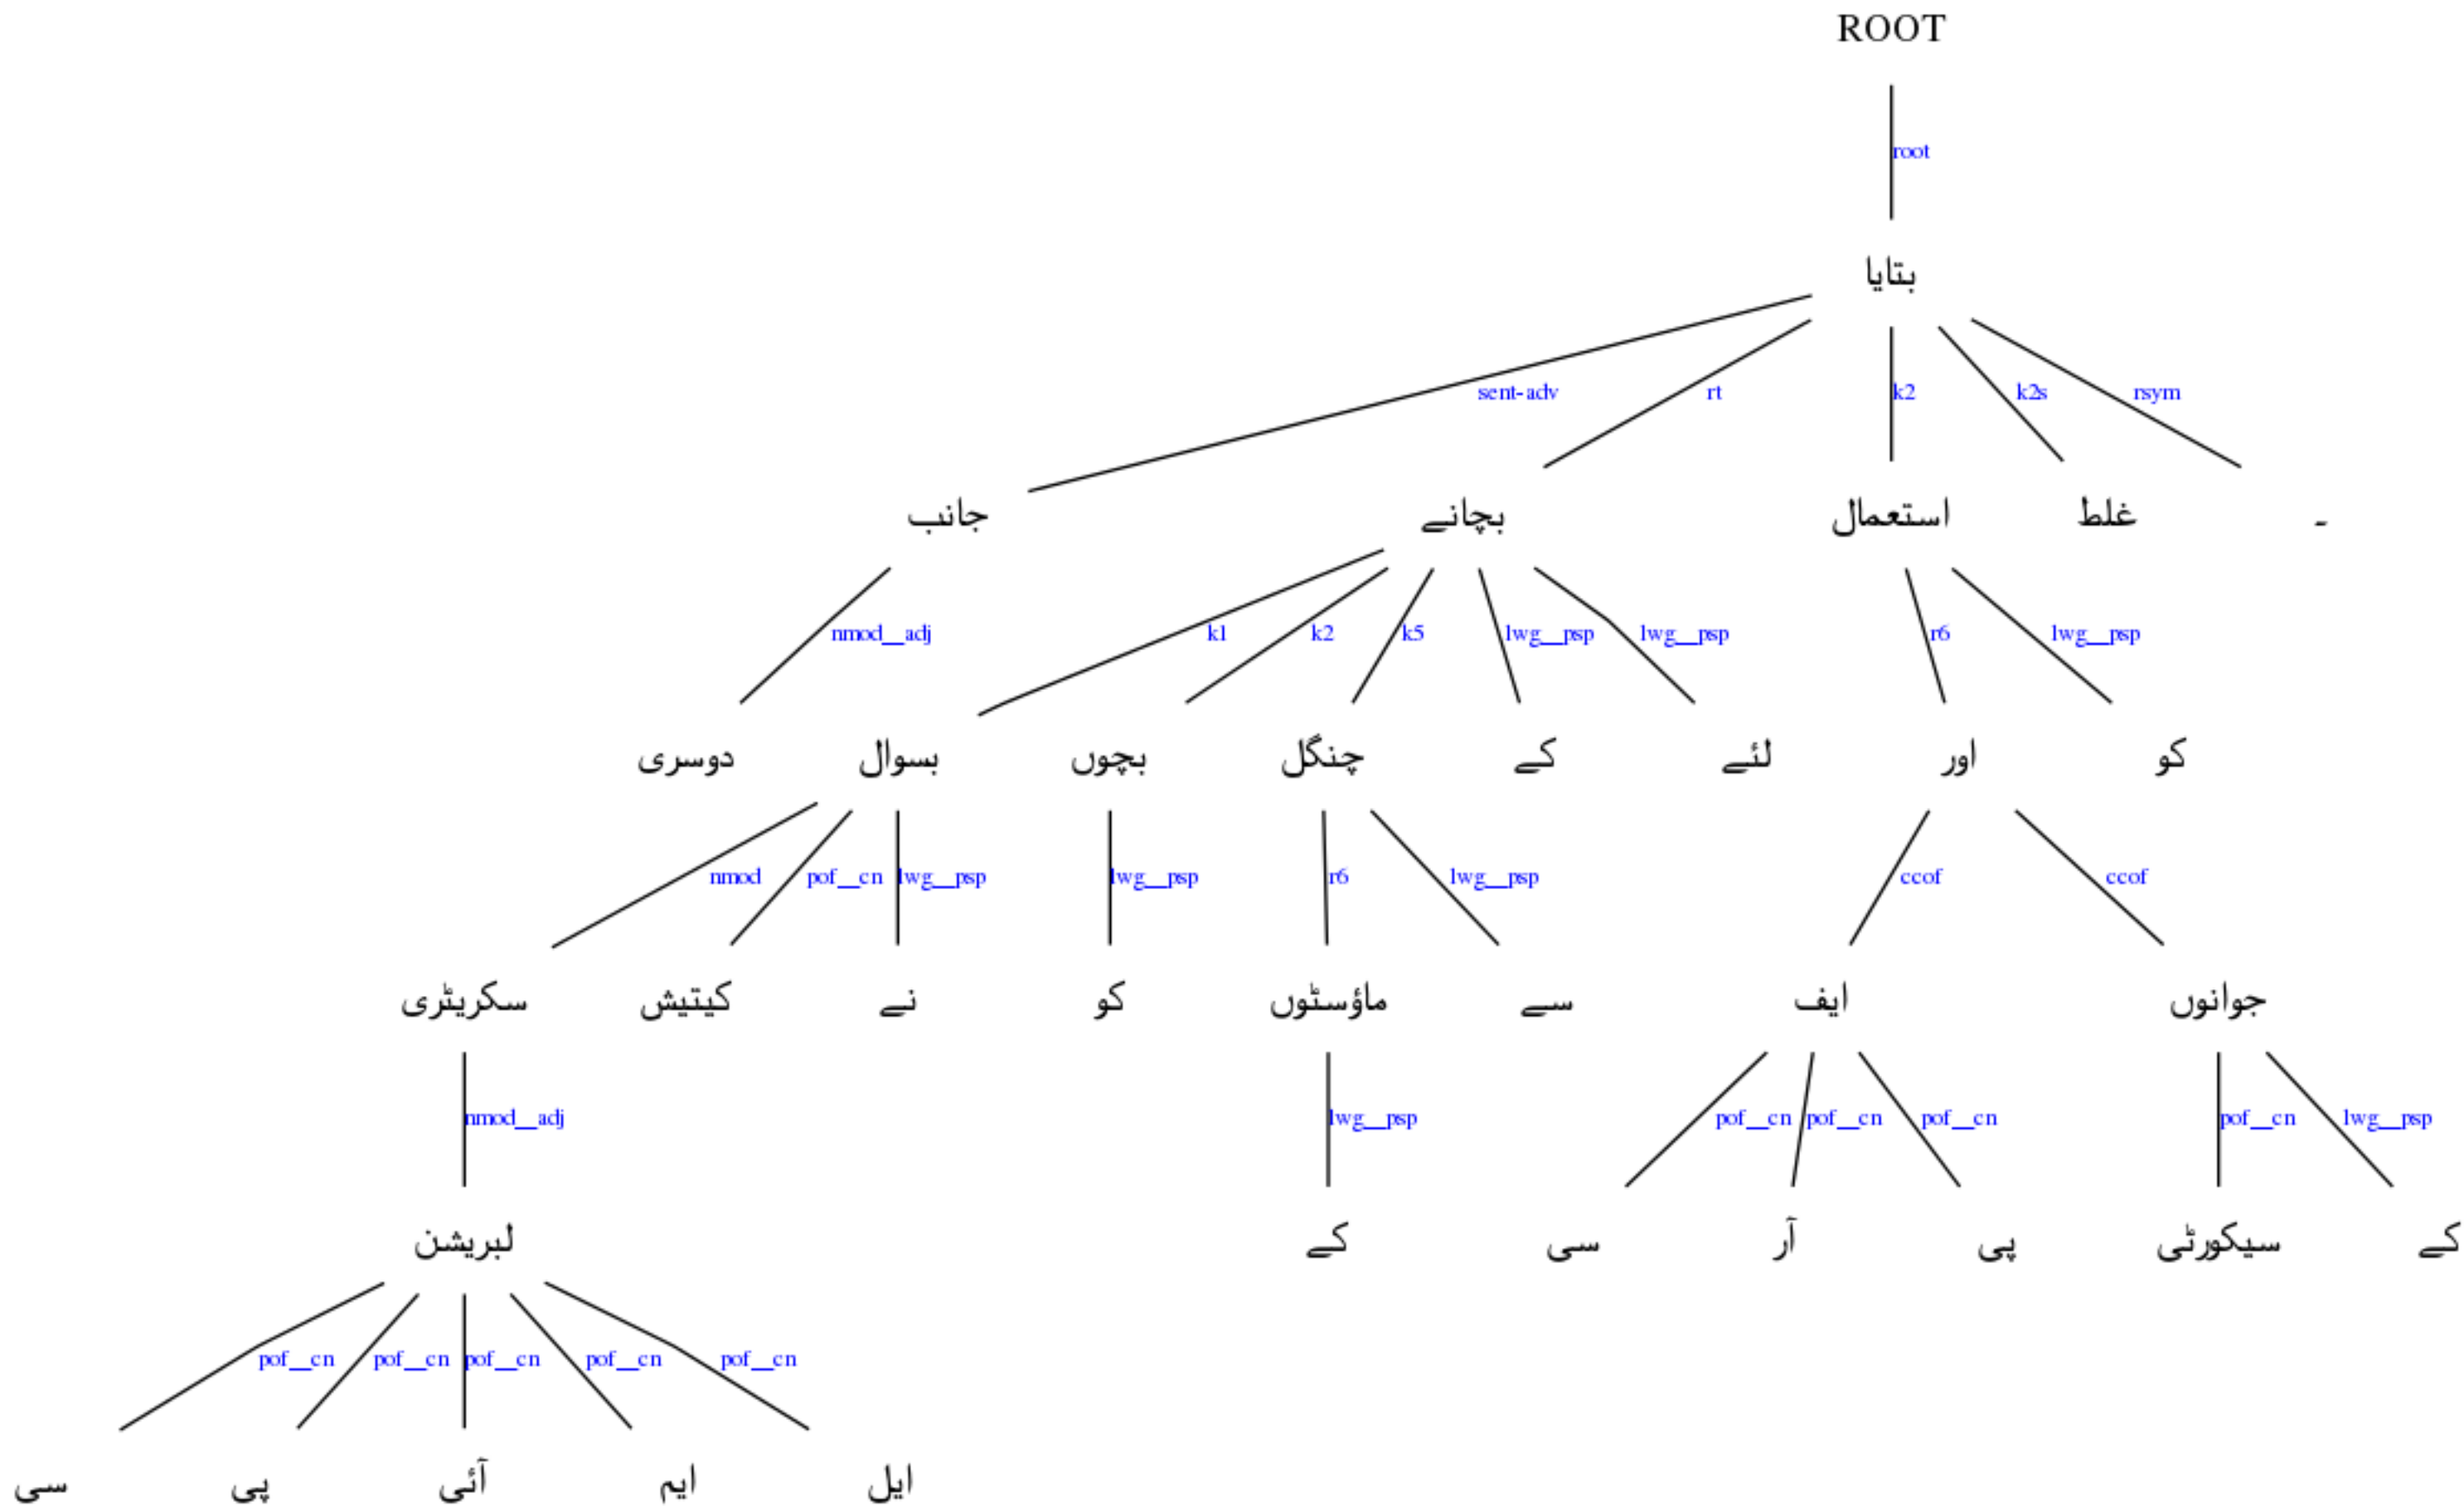 ROOT
root
بتایا
sent-adv rt k2 k2s rsym
جانب بچانے استعمال غلط ۔
nmod__adj k1 k2 k5 lwg__psp lwg__psp r6 lwg__psp
دوسری بسوال بچوں چنگل کے لئے اور کو
nmod pof__cn lwg__psp lwg__psp r6 lwg__psp ccof ccof
سکریٹری کیتیش نے کو ماؤسٹوں سے ایف جوانوں
nmod__adj lwg__psp pof__cn pof__cn pof__cn pof__cn lwg__psp
لبریشن کے سی آر پی سیکورٹی کے
pof__cn pof__cn pof__cn pof__cn pof__cn
سی پی آئی ایم ایل